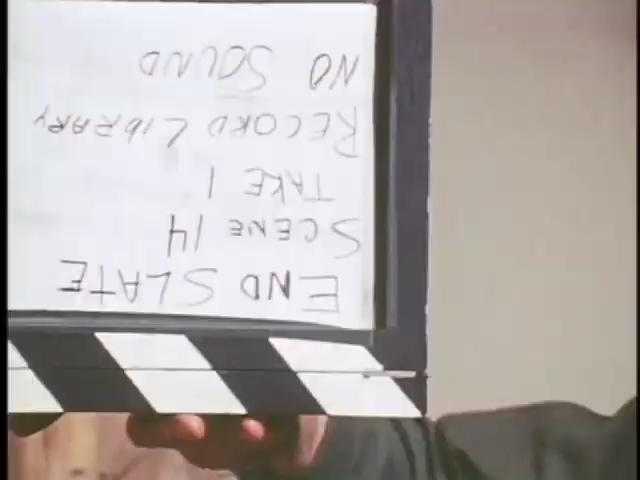 END SLATE
SCENE 14
TAKE 1
RECORD LIBRARY
NO SOUND